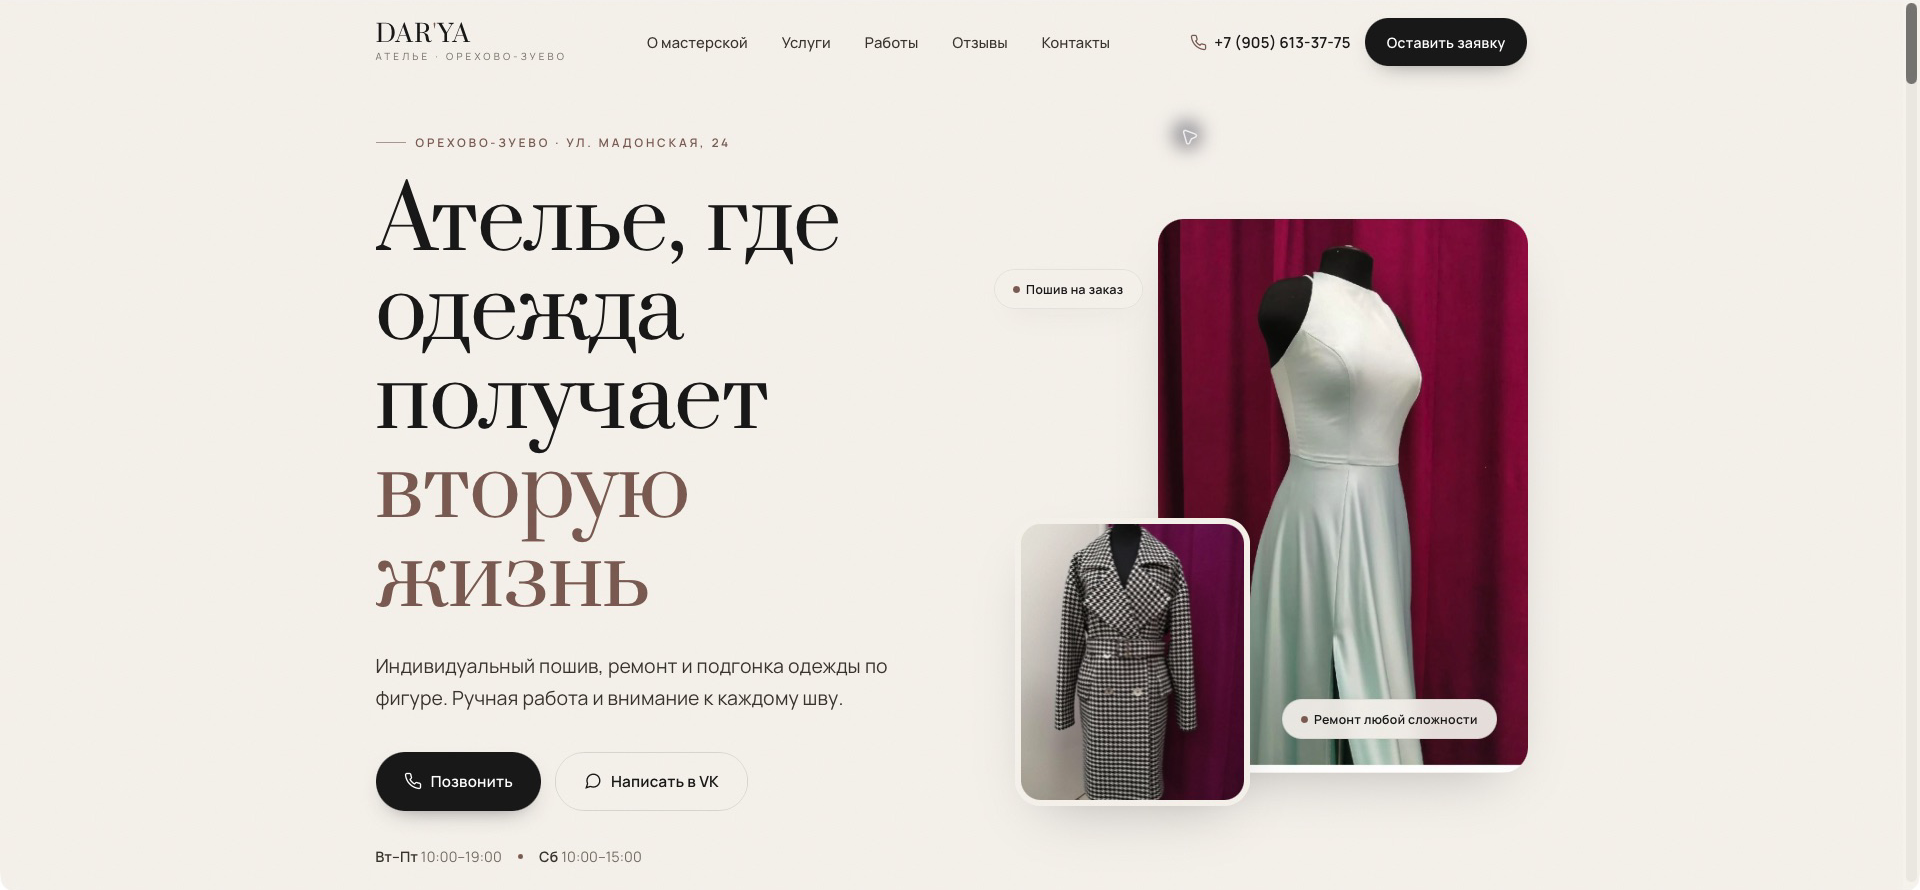 DAR'YA
АТЕЛЬЕ · ОРЕХОВО-ЗУЕВО
О мастерской
Услуги
Работы
Отзывы
Контакты
+7 (905) 613-37-75
Оставить заявку
ОРЕХОВО-ЗУЕВО · УЛ. МАДОНСКАЯ, 24
Ателье, где
одежда
получает
вторую
жизнь
Индивидуальный пошив, ремонт и подгонка одежды по
фигуре. Ручная работа и внимание к каждому шву.
Позвонить
Написать в VK
Вт–Пт 10:00–19:00 • Сб 10:00–15:00
Пошив на заказ
Ремонт любой сложности